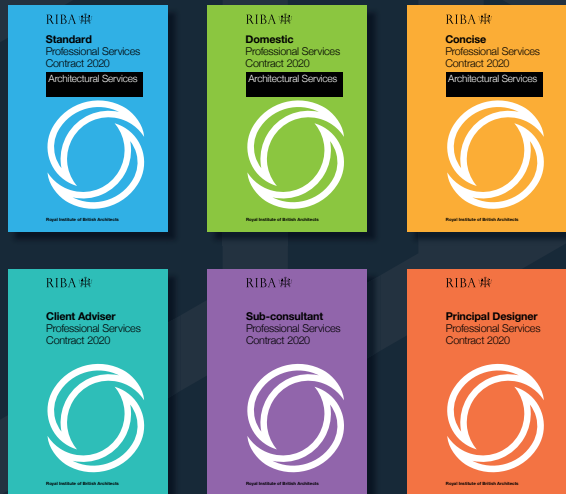 RIBA
Standard
Professional Services
Contract 2020
Architectural Services
Royal Institute of British Architects
RIBA
Domestic
Professional Services
Contract 2020
Architectural Services
Royal Institute of British Architects
RIBA
Concise
Professional Services
Contract 2020
Architectural Services
Royal Institute of British Architects
RIBA
Client Adviser
Professional Services
Contract 2020
Royal Institute of British Architects
RIBA
Sub-consultant
Professional Services
Contract 2020
Royal Institute of British Architects
RIBA
Principal Designer
Professional Services
Contract 2020
Royal Institute of British Architects